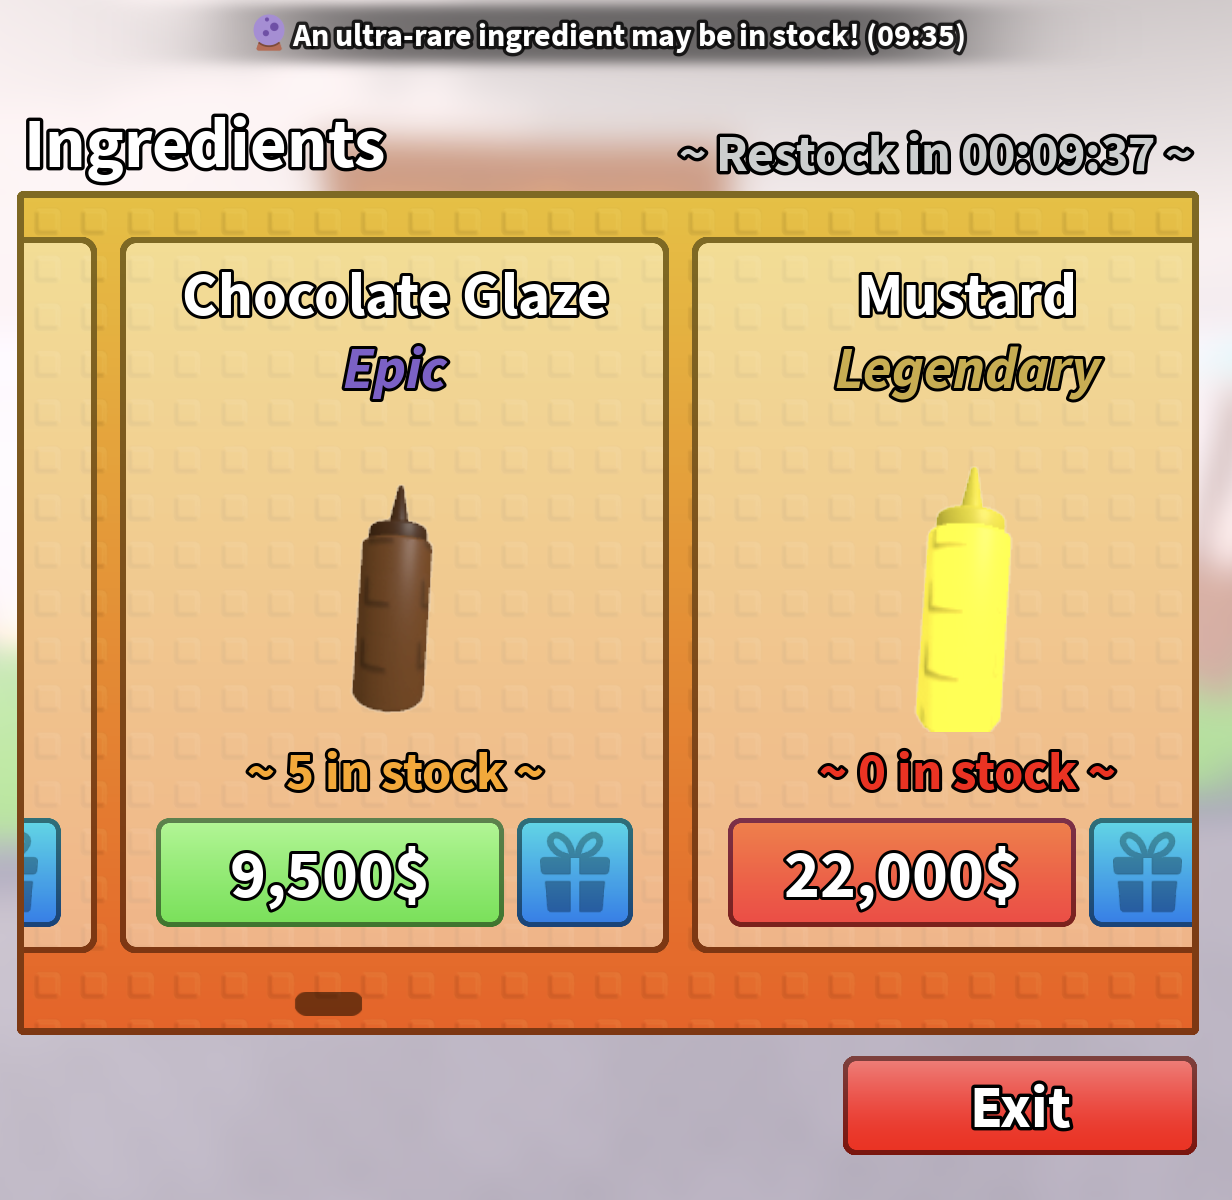 An ultra-rare ingredient may be in stock! (09:35)
Ingredients
~ Restock in 00:09:37 ~
Chocolate Glaze
Epic
~ 5 in stock ~
9,500$
Mustard
Legendary
~ 0 in stock ~
22,000$
Exit